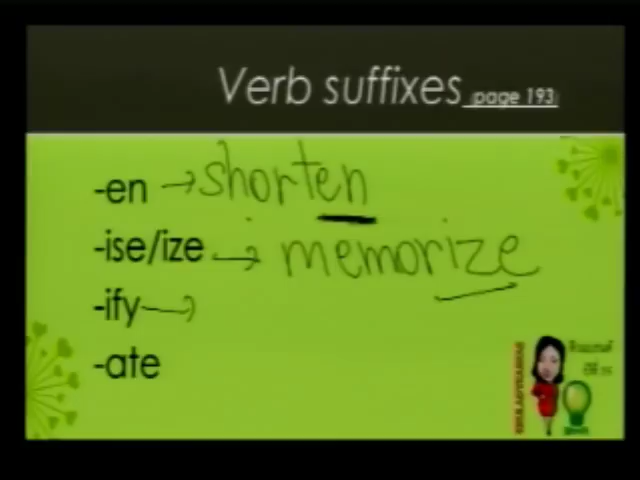 Verb suffixes (page 193)
-en → shorten
-ise/ize → memorize
-ify →
-ate